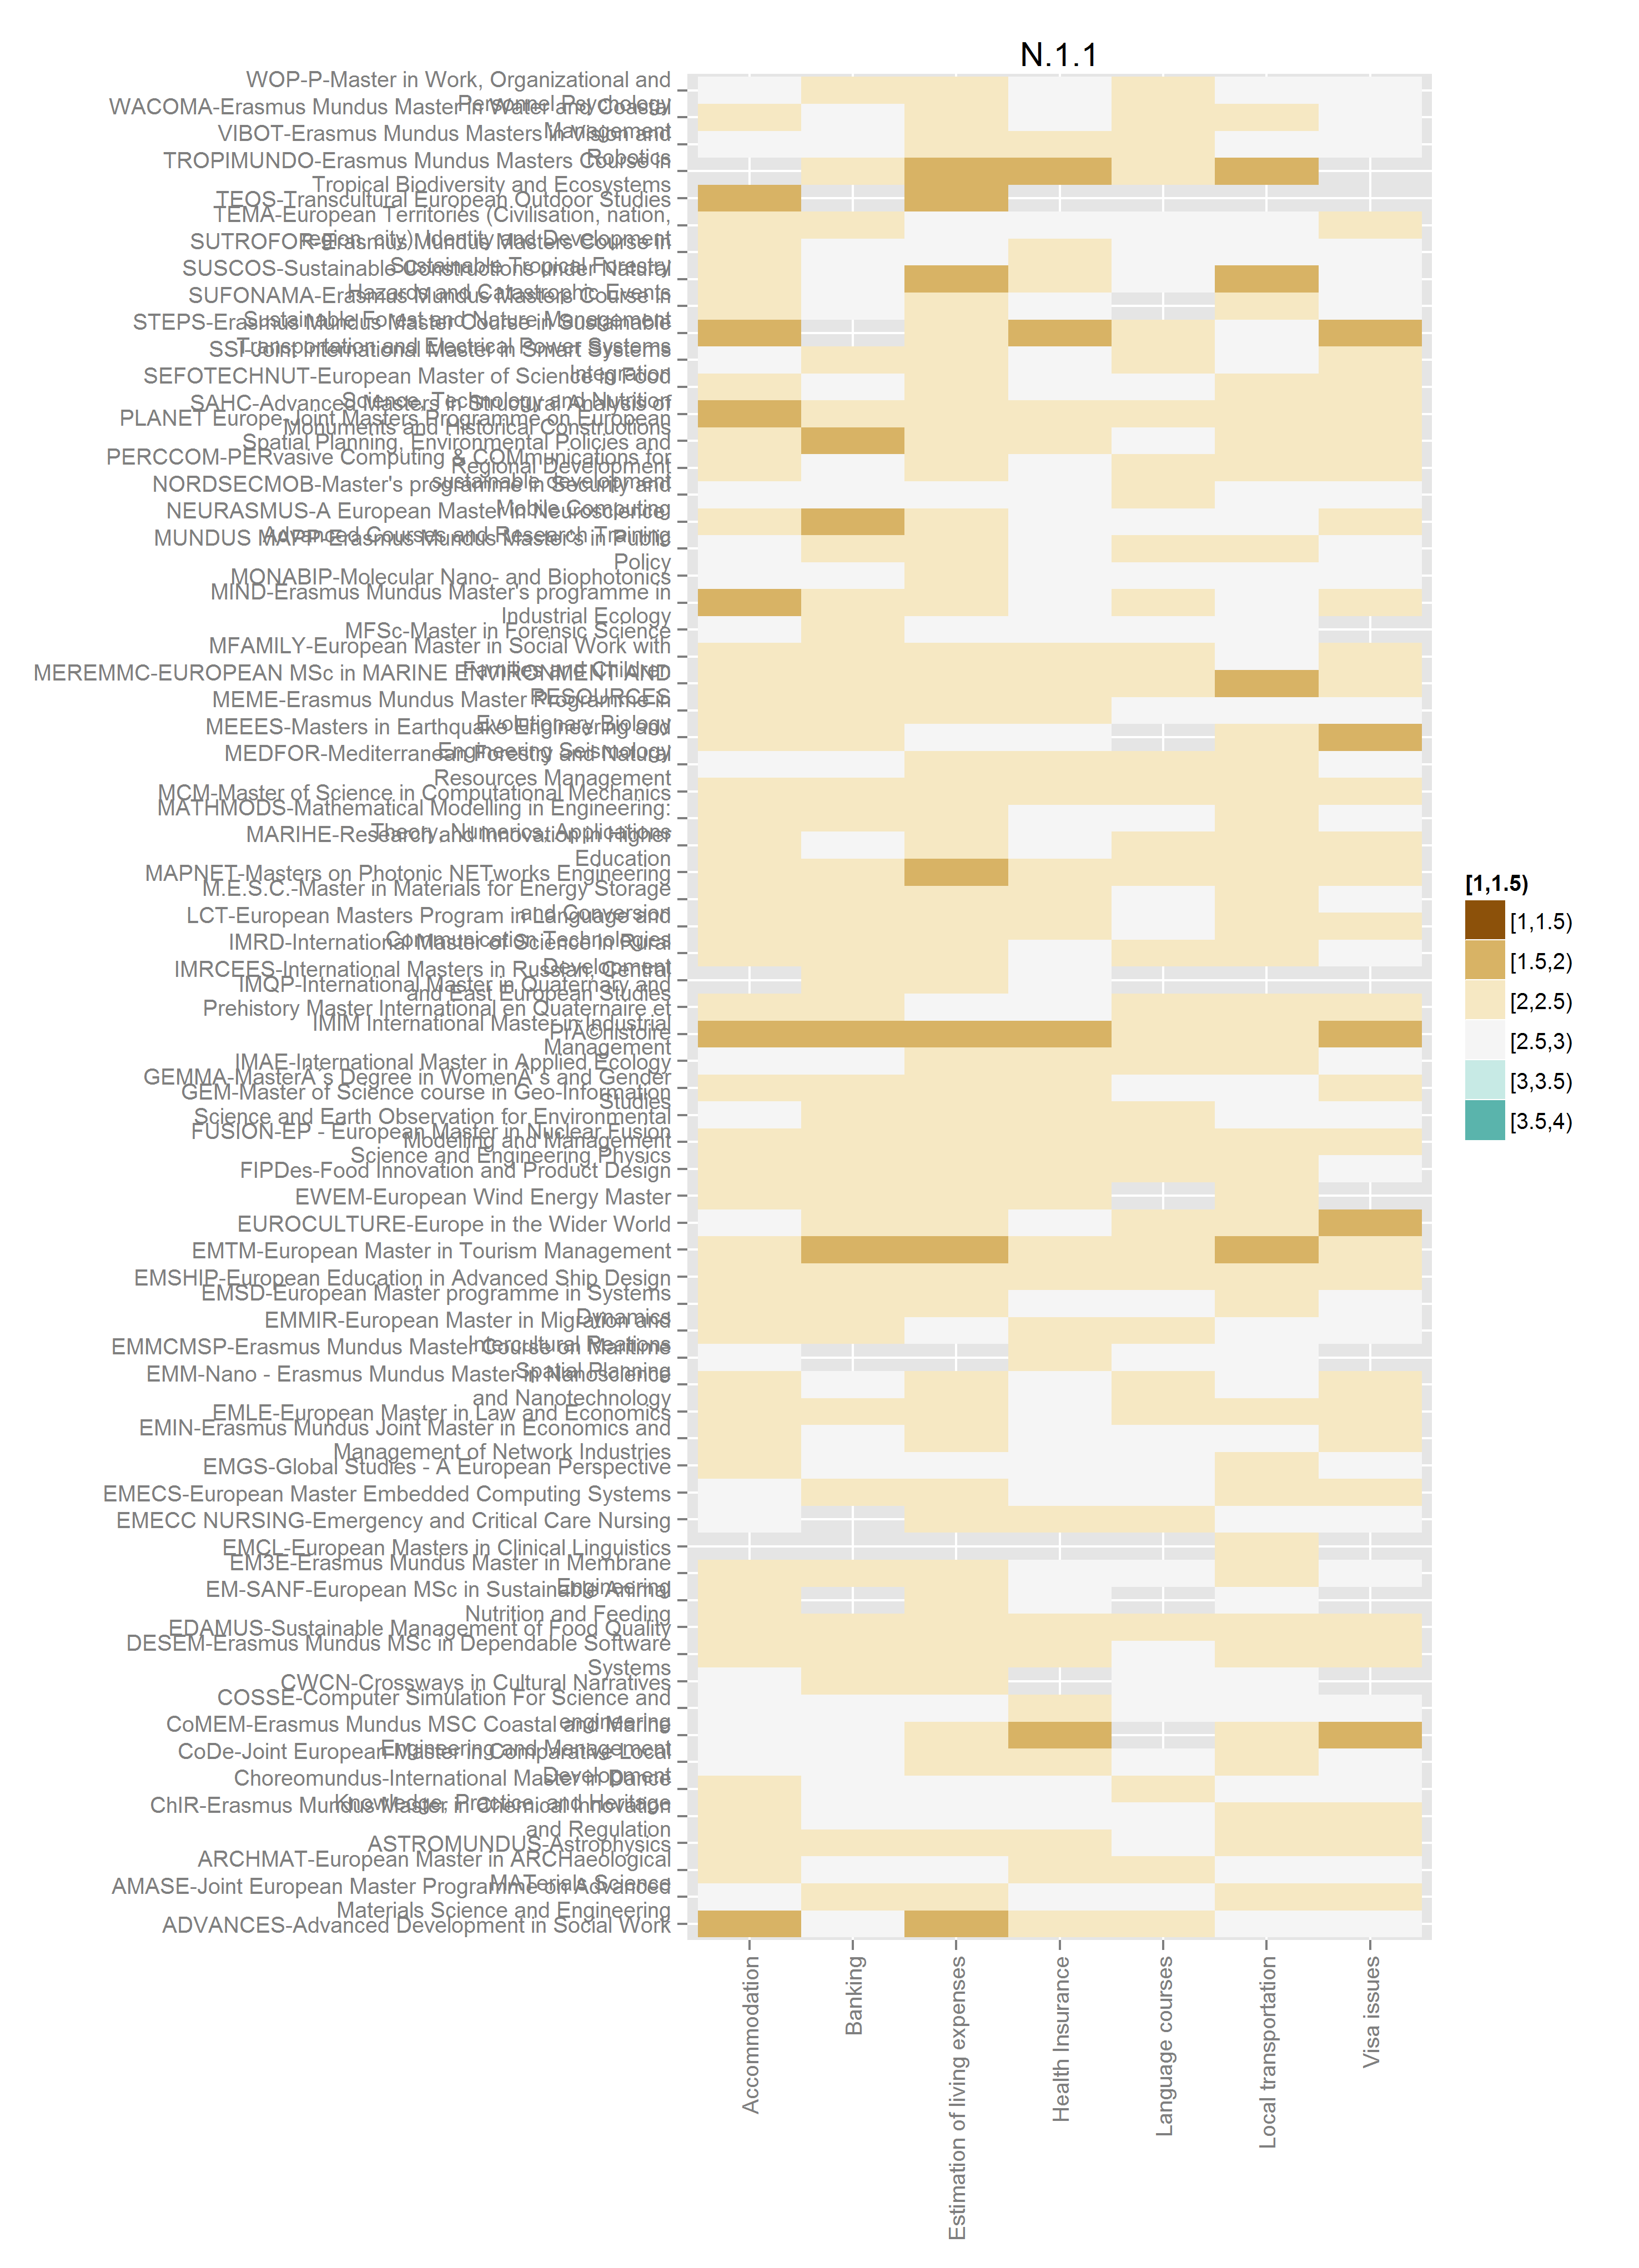 N.1.1
WOP-P-Master in Work, Organizational and
Personnel Psychology
WACOMA-Erasmus Mundus Master in Water and Coastal
Management
VIBOT-Erasmus Mundus Masters in Vision and
Robotics
TROPIMUNDO-Erasmus Mundus Masters Course in
Tropical Biodiversity and Ecosystems
TEOS-Transcultural European Outdoor Studies
TEMA-European Territories (Civilisation, nation,
region, city): Identity and Development
SUTROFOR-Erasmus Mundus Masters Course in
Sustainable Tropical Forestry
SUSCOS-Sustainable Constructions under Natural
Hazards and Catastrophic Events
SUFONAMA-Erasmus Mundus Masters Course in
Sustainable Forest and Nature Management
STEPS-Erasmus Mundus Master Course in Sustainable
Transportation and Electrical Power Systems
SSI-Joint International Master in Smart Systems
Integration
SEFOTECHNUT-European Master of Science in Food
Science, Technology and Nutrition
SAHC-Advanced Masters in Structural Analysis of
Monuments and Historical Constructions
PLANET Europe-Joint Masters Programme on European
Spatial Planning, Environmental Policies and
Regional Development
PERCCOM-PERvasive Computing & COMmunications for
sustainable development
NORDSECMOB-Master's programme in Security and
Mobile Computing
NEURASMUS-A European Master in Neuroscience:
Advanced Courses and Research Training
MUNDUS MAPP-Erasmus Mundus Master's in Public
Policy
MONABIP-Molecular Nano- and Biophotonics
MIND-Erasmus Mundus Master's programme in
Industrial Ecology
MFSc-Master in Forensic Science
MFAMILY-European Master in Social Work with
Families and Children
MEREMMC-EUROPEAN MSc in MARINE ENVIRONMENT AND
RESOURCES
MEME-Erasmus Mundus Master Programme in
Evolutionary Biology
MEEES-Masters in Earthquake Engineering and
Engineering Seismology
MEDFOR-Mediterranean Forestry and Natural
Resources Management
MCM-Master of Science in Computational Mechanics
MATHMODS-Mathematical Modelling in Engineering:
Theory, Numerics, Applications
MARIHE-Research and Innovation in Higher
Education
MAPNET-Masters on Photonic NETworks Engineering
M.E.S.C.-Master in Materials for Energy Storage
and Conversion
LCT-European Masters Program in Language and
Communication Technologies
IMRD-International Master of Science in Rural
Development
IMRCEES-International Masters in Russian, Central
and East European Studies
IMQP-International Master in Quaternary and
Prehistory Master International en Quaternaire et
PrÃ©histoire
IMIM International Master in Industrial
Management
IMAE-International Master in Applied Ecology
GEMMA-MasterÂ´s Degree in WomenÂ´s and Gender
Studies
GEM-Master of Science course in Geo-Information
Science and Earth Observation for Environmental
Modelling and Management
FUSION-EP - European Master in Nuclear Fusion
Science and Engineering Physics
FIPDes-Food Innovation and Product Design
EWEM-European Wind Energy Master
EUROCULTURE-Europe in the Wider World
EMTM-European Master in Tourism Management
EMSHIP-European Education in Advanced Ship Design
EMSD-European Master programme in Systems
Dynamics
EMMIR-European Master in Migration and
Intercultural Reations
EMMCMSP-Erasmus Mundus Master Course on Maritime
Spatial Planning
EMM-Nano - Erasmus Mundus Master in Nanoscience
and Nanotechnology
EMLE-European Master in Law and Economics
EMIN-Erasmus Mundus Joint Master in Economics and
Management of Network Industries
EMGS-Global Studies - A European Perspective
EMECS-European Master Embedded Computing Systems
EMECC NURSING-Emergency and Critical Care Nursing
EMCL-European Masters in Clinical Linguistics
EM3E-Erasmus Mundus Master in Membrane
Engineering
EM-SANF-European MSc in Sustainable Animal
Nutrition and Feeding
EDAMUS-Sustainable Management of Food Quality
DESEM-Erasmus Mundus MSc in Dependable Software
Systems
CWCN-Crossways in Cultural Narratives
COSSE-Computer Simulation For Science and
engineering
CoMEM-Erasmus Mundus MSC Coastal and Marine
Engineering and Management
CoDe-Joint European Master in Comparative Local
Development
Choreomundus-International Master in Dance
Knowledge, Practice, and Heritage
ChIR-Erasmus Mundus Master in Chemical Innovation
and Regulation
ASTROMUNDUS-Astrophysics
ARCHMAT-European Master in ARCHaeological
MATerials Science
AMASE-Joint European Master Programme on Advanced
Materials Science and Engineering
ADVANCES-Advanced Development in Social Work
Accommodation
Banking
Estimation of living expenses
Health Insurance
Language courses
Local transportation
Visa issues
[1,1.5)
[1,1.5)
[1.5,2)
[2,2.5)
[2.5,3)
[3,3.5)
[3.5,4)